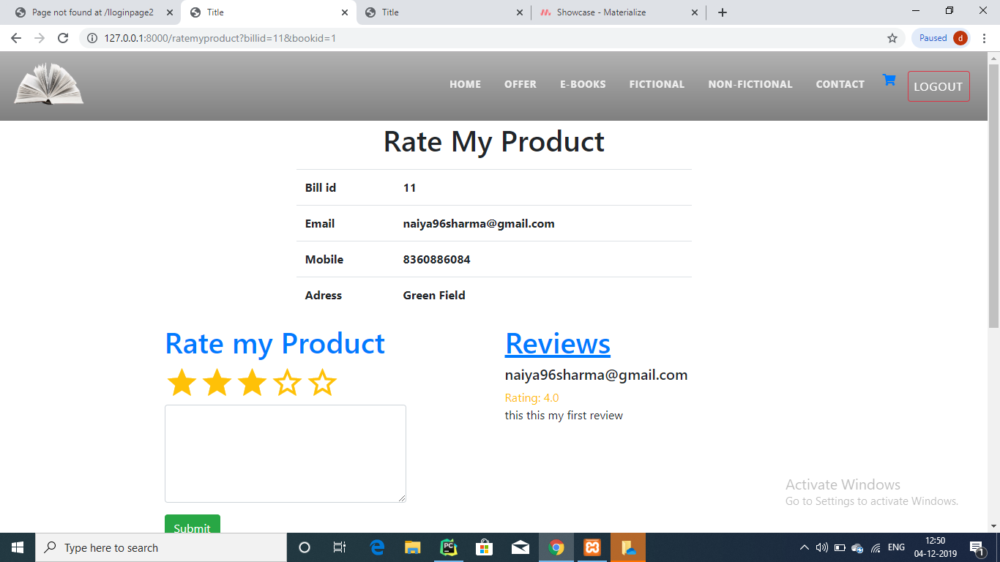 Page not found at /lloginpage2
Title
Title
Showcase - Materialize
127.0.0.1:8000/ratemyproduct?billid=11&bookid=1
Paused d
HOME OFFER E-BOOKS FICTIONAL NON-FICTIONAL CONTACT LOGOUT
Rate My Product
Bill id 11
Email naiya96sharma@gmail.com
Mobile 8360886084
Adress Green Field
Rate my Product
Reviews
naiya96sharma@gmail.com
Rating: 4.0
this this my first review
Submit
Activate Windows
Go to Settings to activate Windows.
Type here to search
PC
ENG
12:50
04-12-2019
1